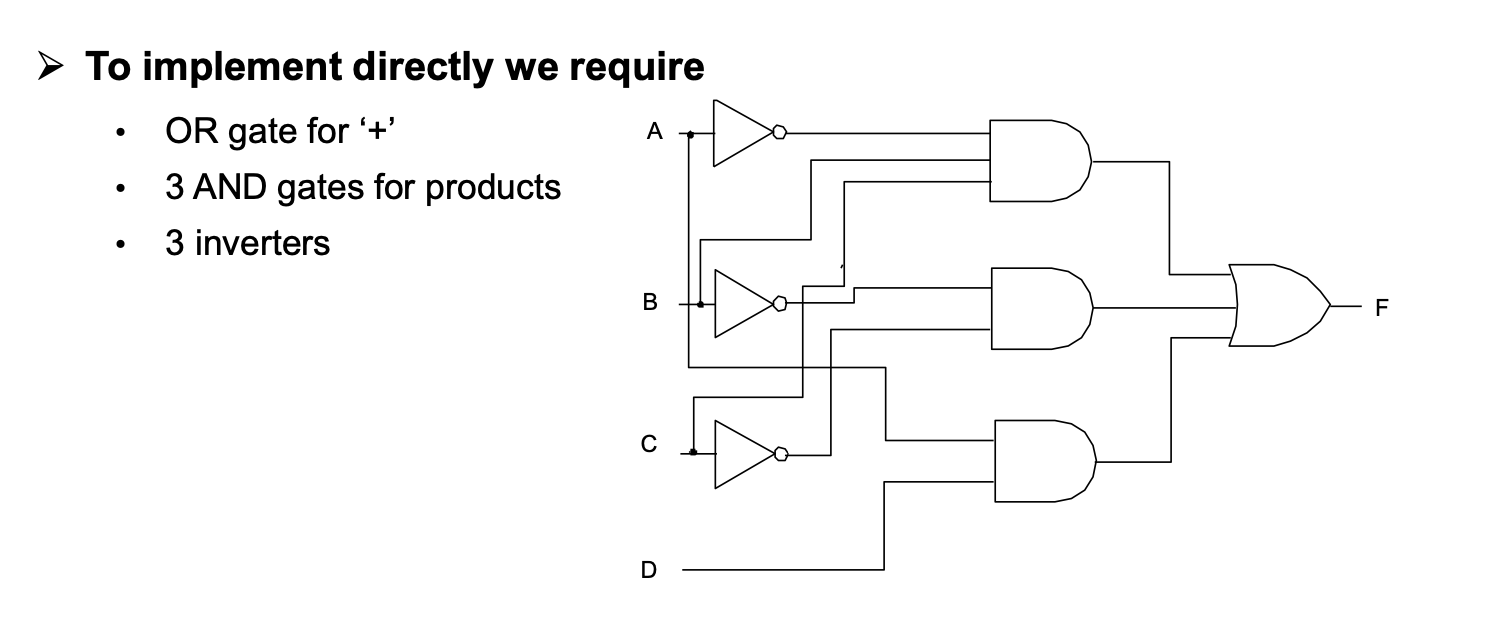 ➢ To implement directly we require
• OR gate for ‘+’
• 3 AND gates for products
• 3 inverters
A
B
C
D
F